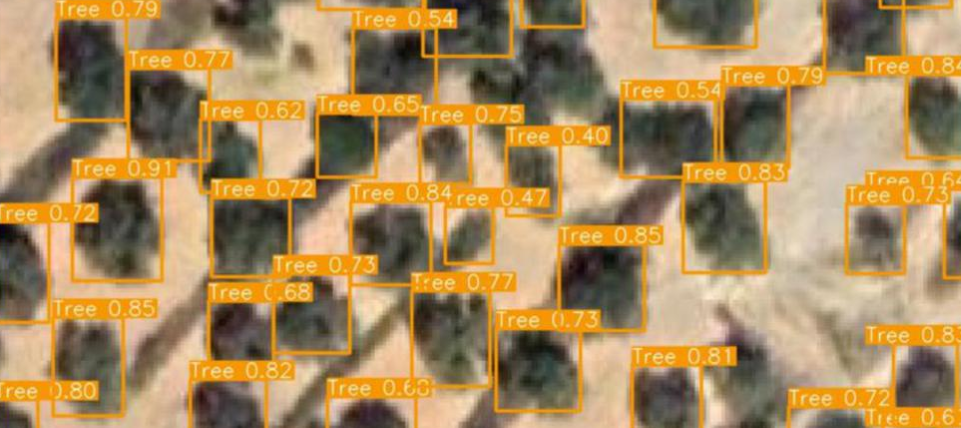 Tree 0.79
Tree 0.54
Tree 0.77
Tree 0.84
Tree 0.54
Tree 0.79
Tree 0.62
Tree 0.65
Tree 0.75
Tree 0.40
Tree 0.91
Tree 0.83
Tree 0.72
Tree 0.84
Tree 0.47
Tree 0.73
Tree 0.72
Tree 0.85
Tree 0.73
Tree 0.68
Tree 0.77
Tree 0.85
Tree 0.73
Tree 0.81
Tree 0.82
Tree 0.80
Tree 0.72